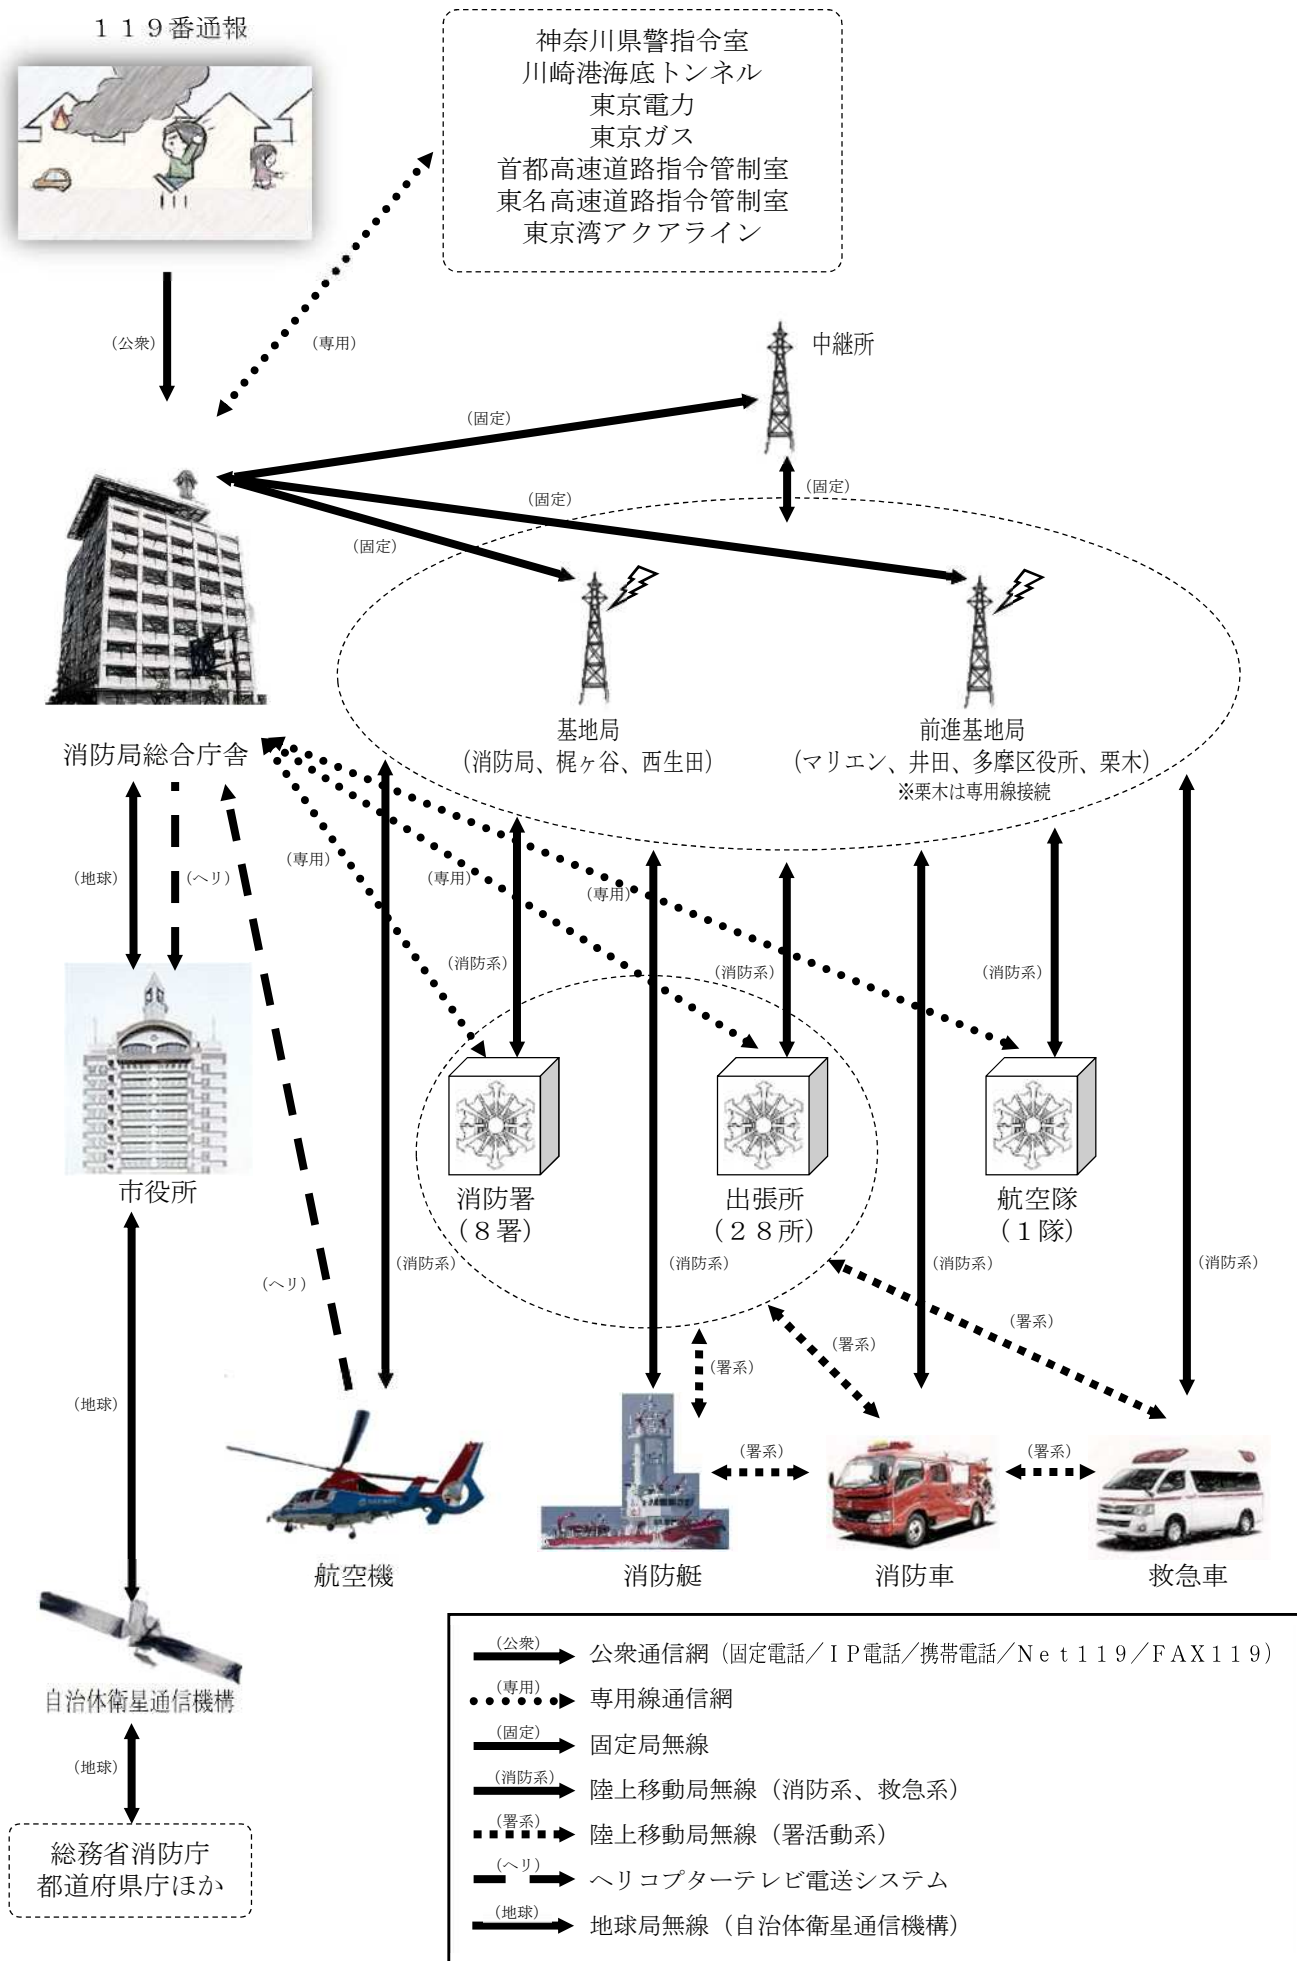 １１９番通報
神奈川県警指令室
川崎港海底トンネル
東京電力
東京ガス
首都高速道路指令管制室
東名高速道路指令管制室
東京湾アクアライン
（公衆）
（専用）
中継所
（固定）
（固定）
（固定）
（固定）
基地局
（消防局、梶ヶ谷、西生田）
前進基地局
（マリエン、井田、多摩区役所、栗木）
※栗木は専用線接続
消防局総合庁舎
（地球）
（ヘリ）
（専用）
（専用）
（専用）
（消防系）
（消防系）
（消防系）
市役所
消防署
（８署）
出張所
（２８所）
航空隊
（１隊）
（ヘリ）
（消防系）
（消防系）
（消防系）
（消防系）
（署系）
（署系）
（署系）
（地球）
（署系）
（署系）
航空機
消防艇
消防車
救急車
自治体衛星通信機構
（地球）
総務省消防庁
都道府県庁ほか
（公衆） 公衆通信網（固定電話／ＩＰ電話／携帯電話／Ｎｅｔ１１９／ＦＡＸ１１９）
（専用） 専用線通信網
（固定） 固定局無線
（消防系） 陸上移動局無線（消防系、救急系）
（署系） 陸上移動局無線（署活動系）
（ヘリ） ヘリコプターテレビ電送システム
（地球） 地球局無線（自治体衛星通信機構）